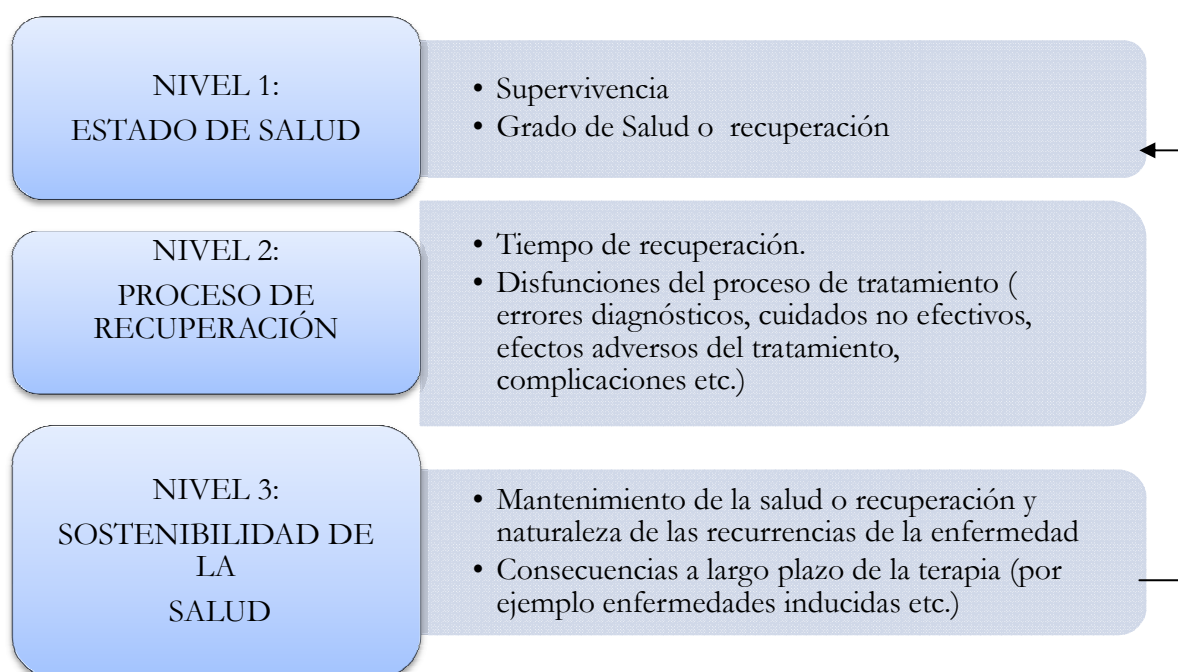 NIVEL 1:
ESTADO DE SALUD
• Supervivencia
• Grado de Salud o  recuperación
NIVEL 2:
PROCESO DE
RECUPERACIÓN
• Tiempo de recuperación.
• Disfunciones del proceso de tratamiento (
errores diagnósticos, cuidados no efectivos,
efectos adversos del tratamiento,
complicaciones etc.)
NIVEL 3:
SOSTENIBILIDAD DE
LA
SALUD
• Mantenimiento de la salud o recuperación y
naturaleza de las recurrencias de la enfermedad
• Consecuencias a largo plazo de la terapia (por
ejemplo enfermedades inducidas etc.)